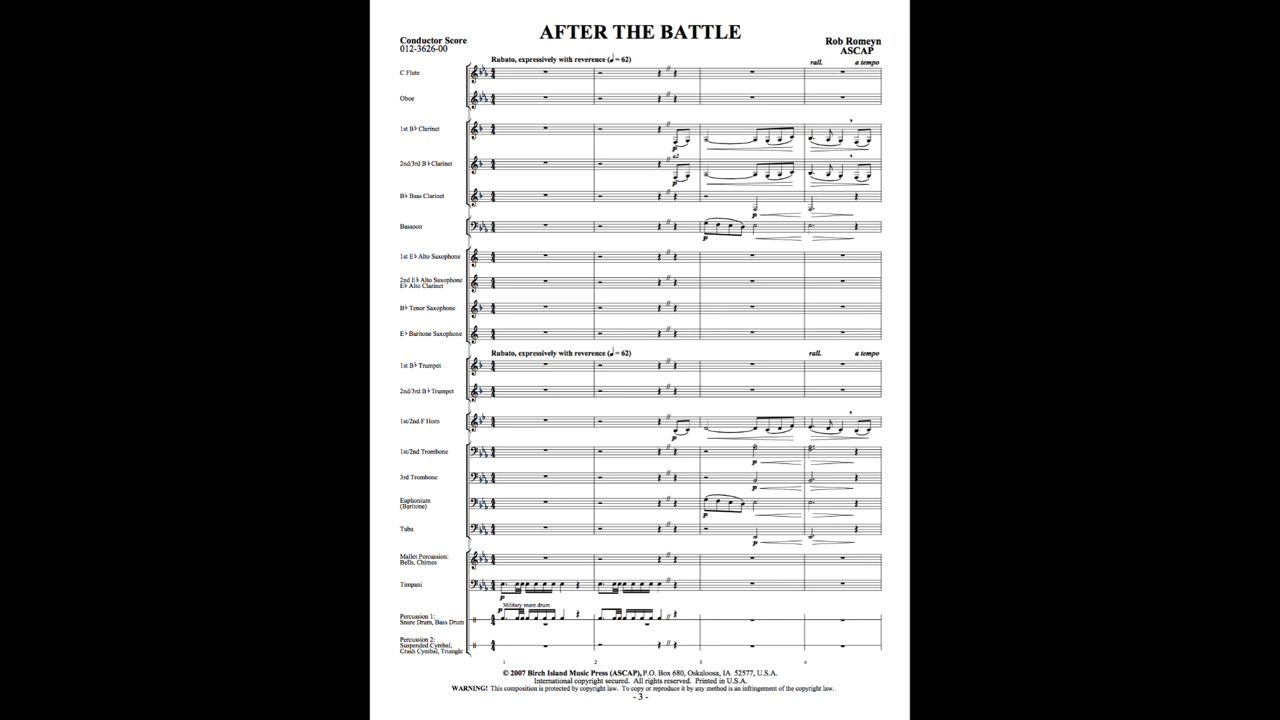 AFTER THE BATTLE
Conductor Score
012-3626-00
Rob Romeyn
ASCAP
Rubato, expressively with reverence (♩ = 62)
rall.
a tempo
C Flute
Oboe
1st B♭ Clarinet
p
a2
2nd/3rd B♭ Clarinet
p
B♭ Bass Clarinet
p
Bassoon
p
1st E♭ Alto Saxophone
2nd E♭ Alto Saxophone
E♭ Alto Clarinet
B♭ Tenor Saxophone
E♭ Baritone Saxophone
Rubato, expressively with reverence (♩ = 62)
rall.
a tempo
1st B♭ Trumpet
2nd/3rd B♭ Trumpet
1st/2nd F Horn
p
1st/2nd Trombone
p
3rd Trombone
p
Euphonium
(Baritone)
p
Tuba
p
Mallet Percussion:
Bells, Chimes
Timpani
p
Military snare drum
p
Percussion 1:
Snare Drum, Bass Drum
Percussion 2:
Suspended Cymbal,
Crash Cymbal, Triangle
1 2 3 4
© 2007 Birch Island Music Press (ASCAP), P.O. Box 680, Oskaloosa, IA 52577, U.S.A.
International copyright secured. All rights reserved. Printed in U.S.A.
WARNING! This composition is protected by copyright law. To copy or reproduce it by any method is an infringement of the copyright law.
- 3 -